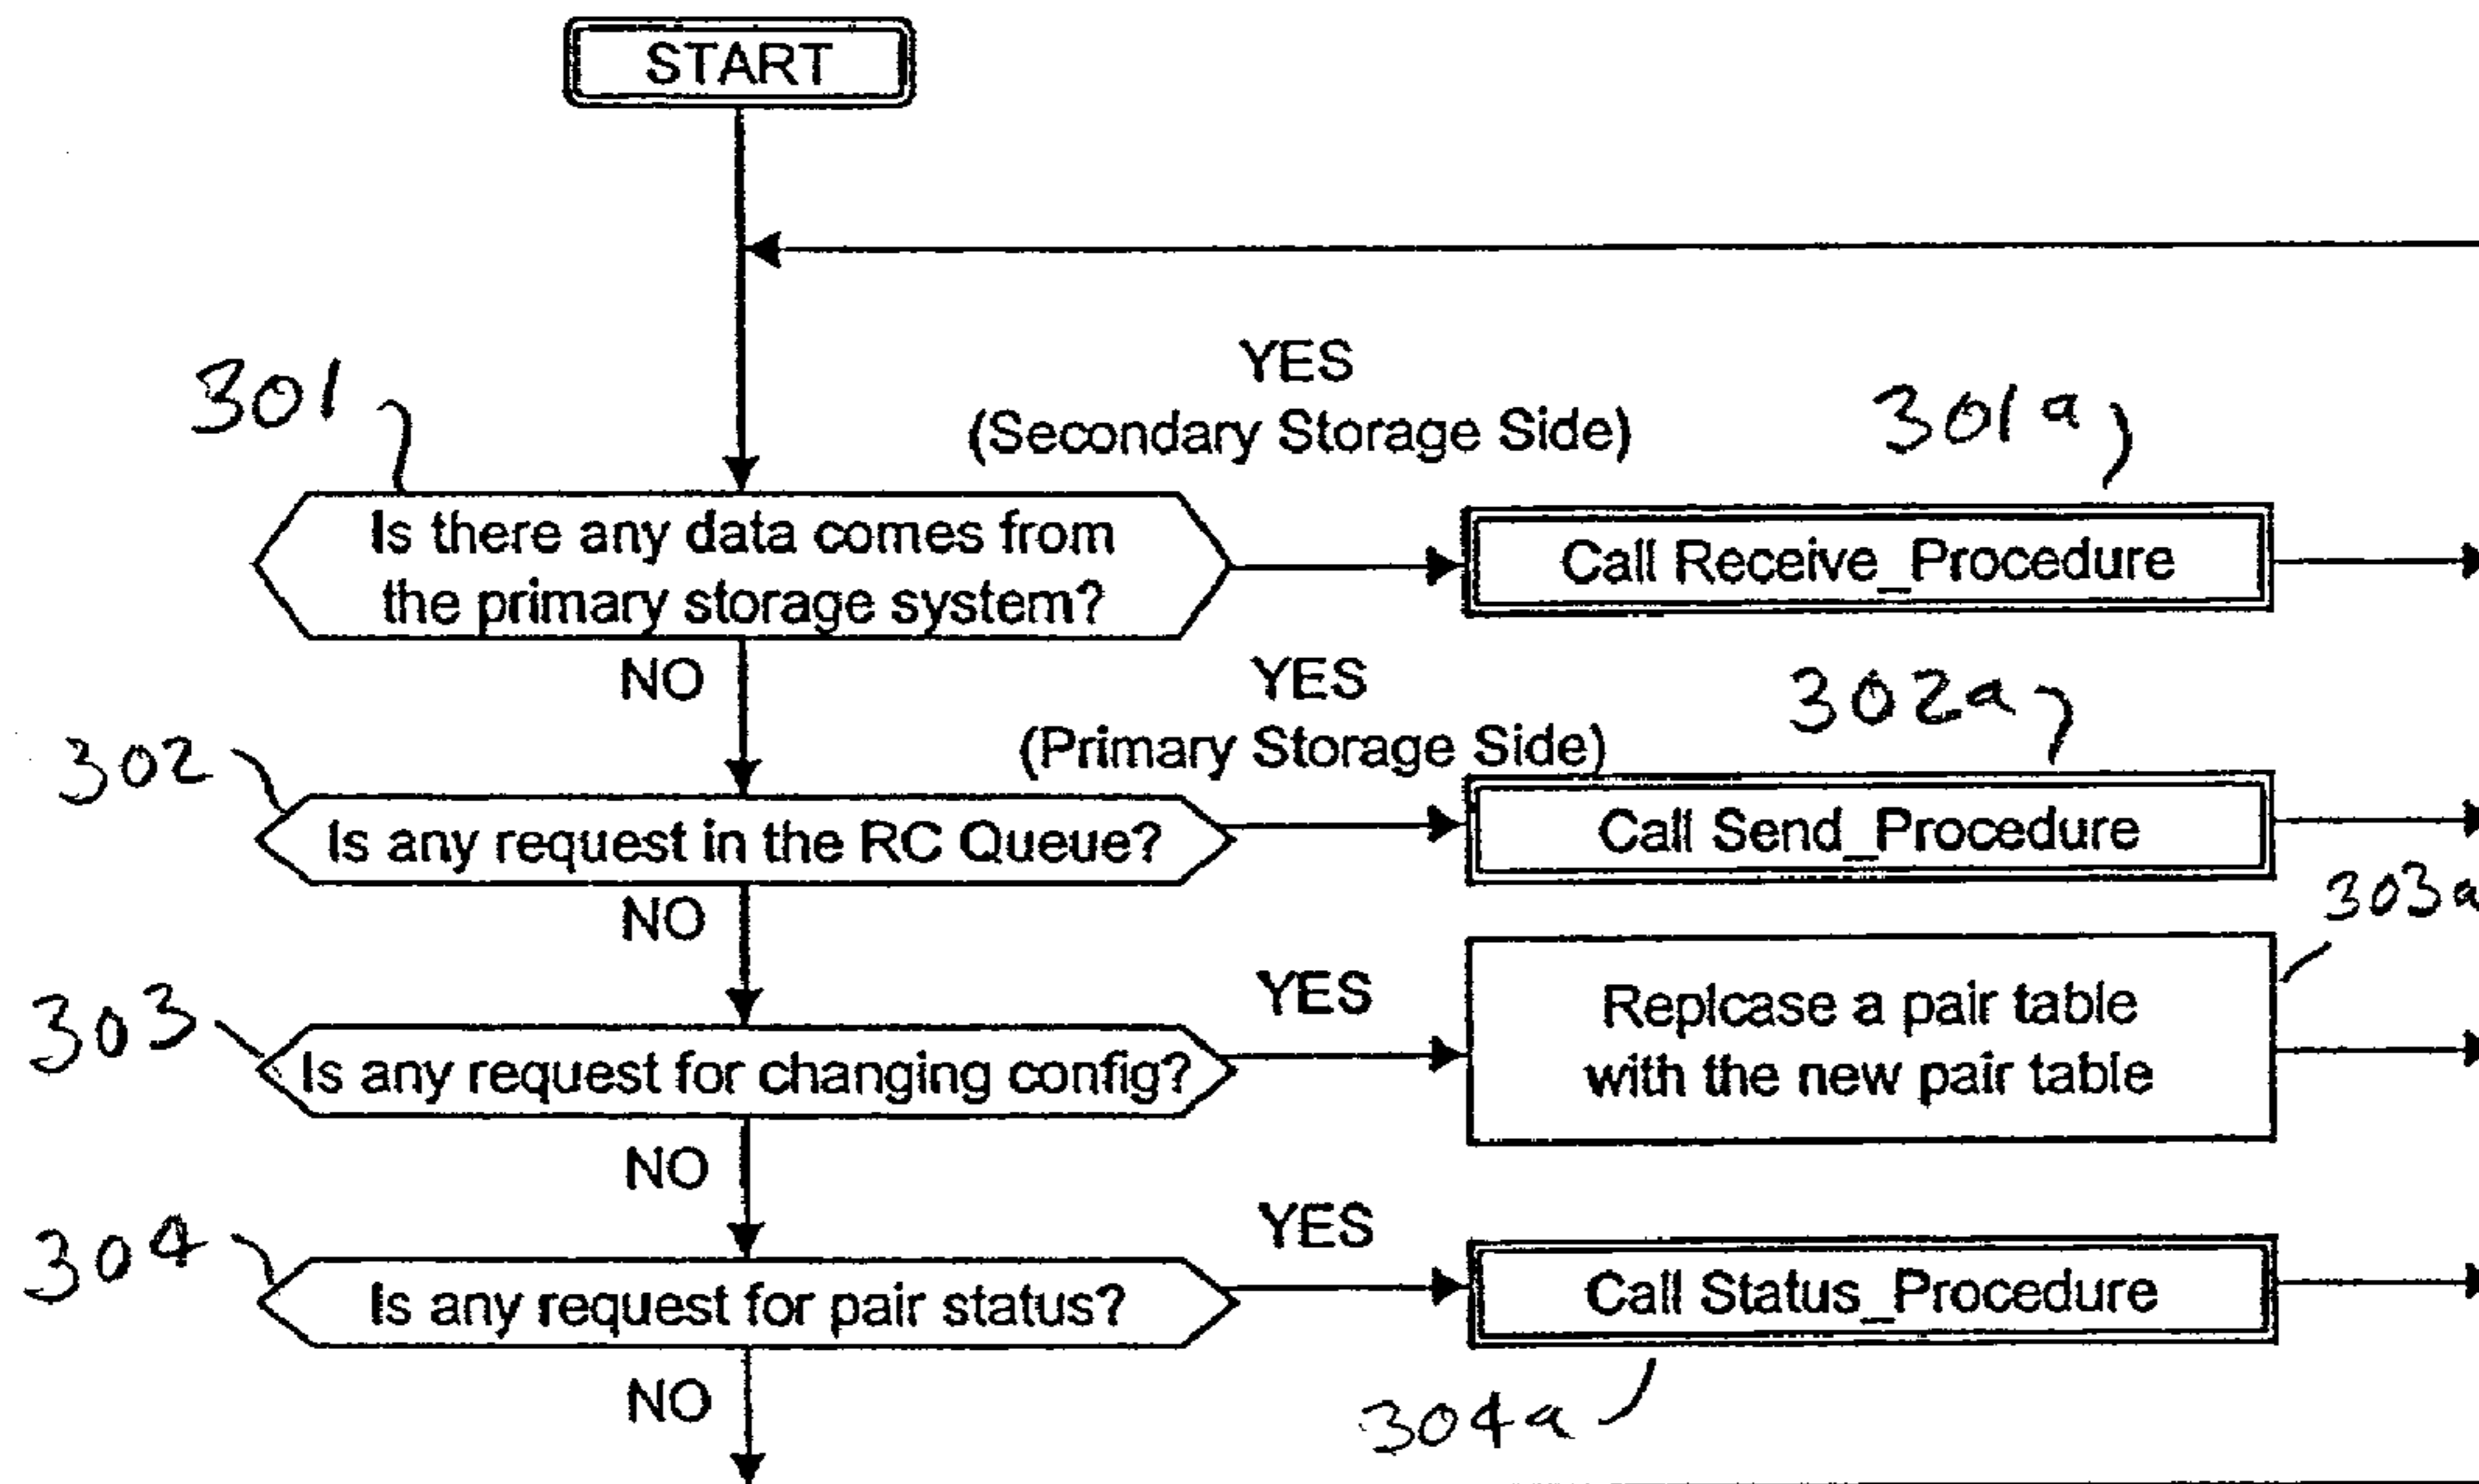 START
YES
(Secondary Storage Side)
301
301a
Is there any data comes from
the primary storage system?
Call Receive_Procedure
NO
YES
(Primary Storage Side)
302
302a
Is any request in the RC Queue?
Call Send_Procedure
NO
303a
YES
303
Is any request for changing config?
Replcase a pair table
with the new pair table
NO
YES
304
Is any request for pair status?
Call Status_Procedure
NO
304a